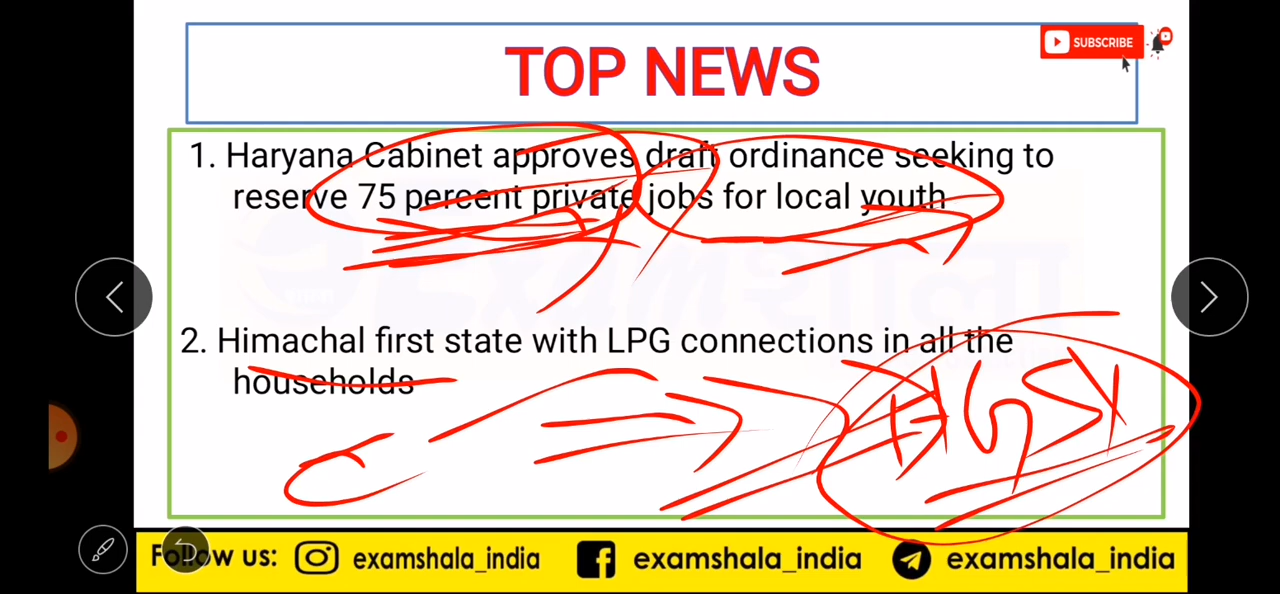 TOP NEWS
SUBSCRIBE
1. Haryana Cabinet approves draft ordinance seeking to
reserve 75 percent private jobs for local youth
2. Himachal first state with LPG connections in all the
households
HGSY
Follow us: examshala_india examshala_india examshala_india